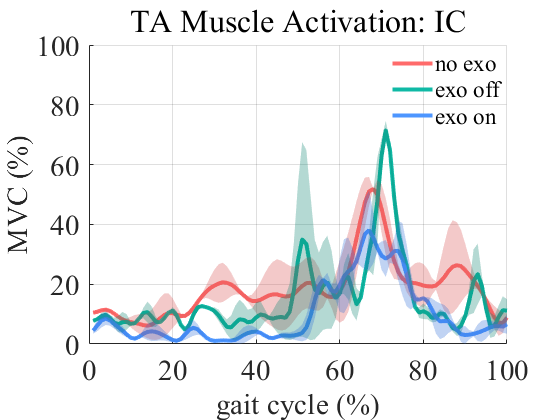 TA Muscle Activation: IC
100
80
60
40
20
0
MVC (%)
no exo
exo off
exo on
0 20 40 60 80 100
gait cycle (%)